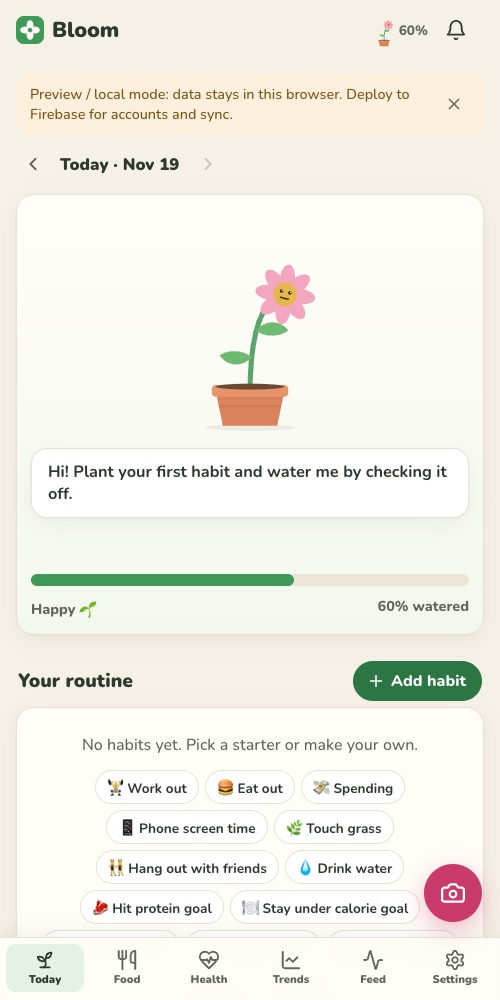 Bloom
60%
Preview / local mode: data stays in this browser. Deploy to
Firebase for accounts and sync.
Today · Nov 19
Hi! Plant your first habit and water me by checking it
off.
Happy
60% watered
Your routine
Add habit
No habits yet. Pick a starter or make your own.
Work out
Eat out
Spending
Phone screen time
Touch grass
Hang out with friends
Drink water
Hit protein goal
Stay under calorie goal
Today
Food
Health
Trends
Feed
Settings